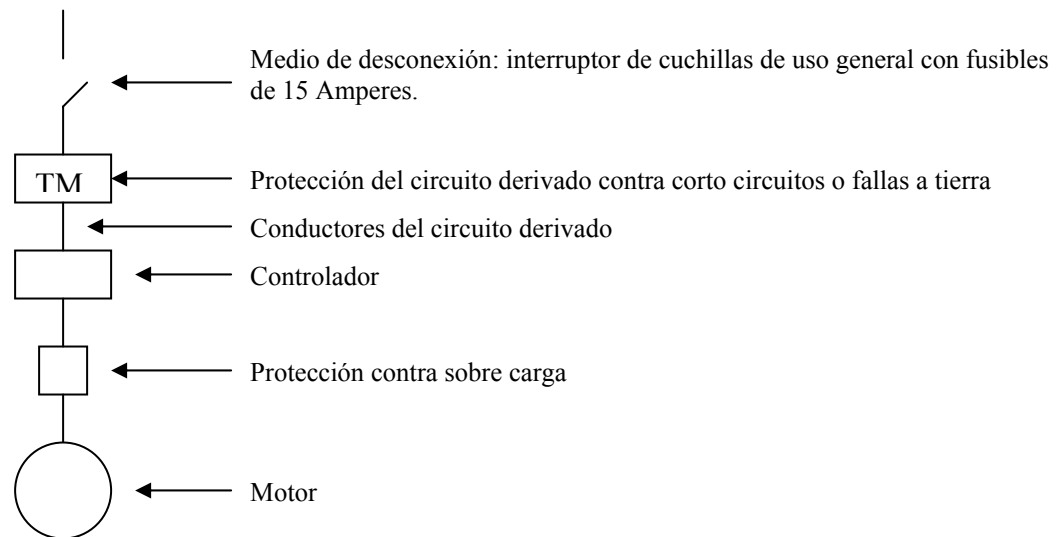 Medio de desconexión: interruptor de cuchillas de uso general con fusibles
de 15 Amperes.
TM
Protección del circuito derivado contra corto circuitos o fallas a tierra
Conductores del circuito derivado
Controlador
Protección contra sobre carga
Motor